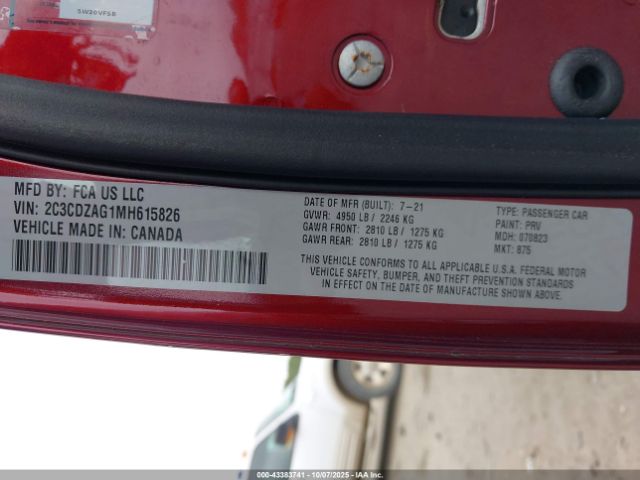 5W20VFSB
MFD BY: FCA US LLC
VIN: 2C3CDZAG1MH615826
VEHICLE MADE IN: CANADA
DATE OF MFR (BUILT): 7-21
GVWR: 4950 LB / 2246 KG
GAWR FRONT: 2810 LB / 1275 KG
GAWR REAR: 2810 LB / 1275 KG
TYPE: PASSENGER CAR
PAINT: PRV
MDH: 070823
MKT: 875
THIS VEHICLE CONFORMS TO ALL APPLICABLE U.S.A. FEDERAL MOTOR
VEHICLE SAFETY, BUMPER, AND THEFT PREVENTION STANDARDS
IN EFFECT ON THE DATE OF MANUFACTURE SHOWN ABOVE.
000-43383741 - 10/07/2025 - IAAI.COM